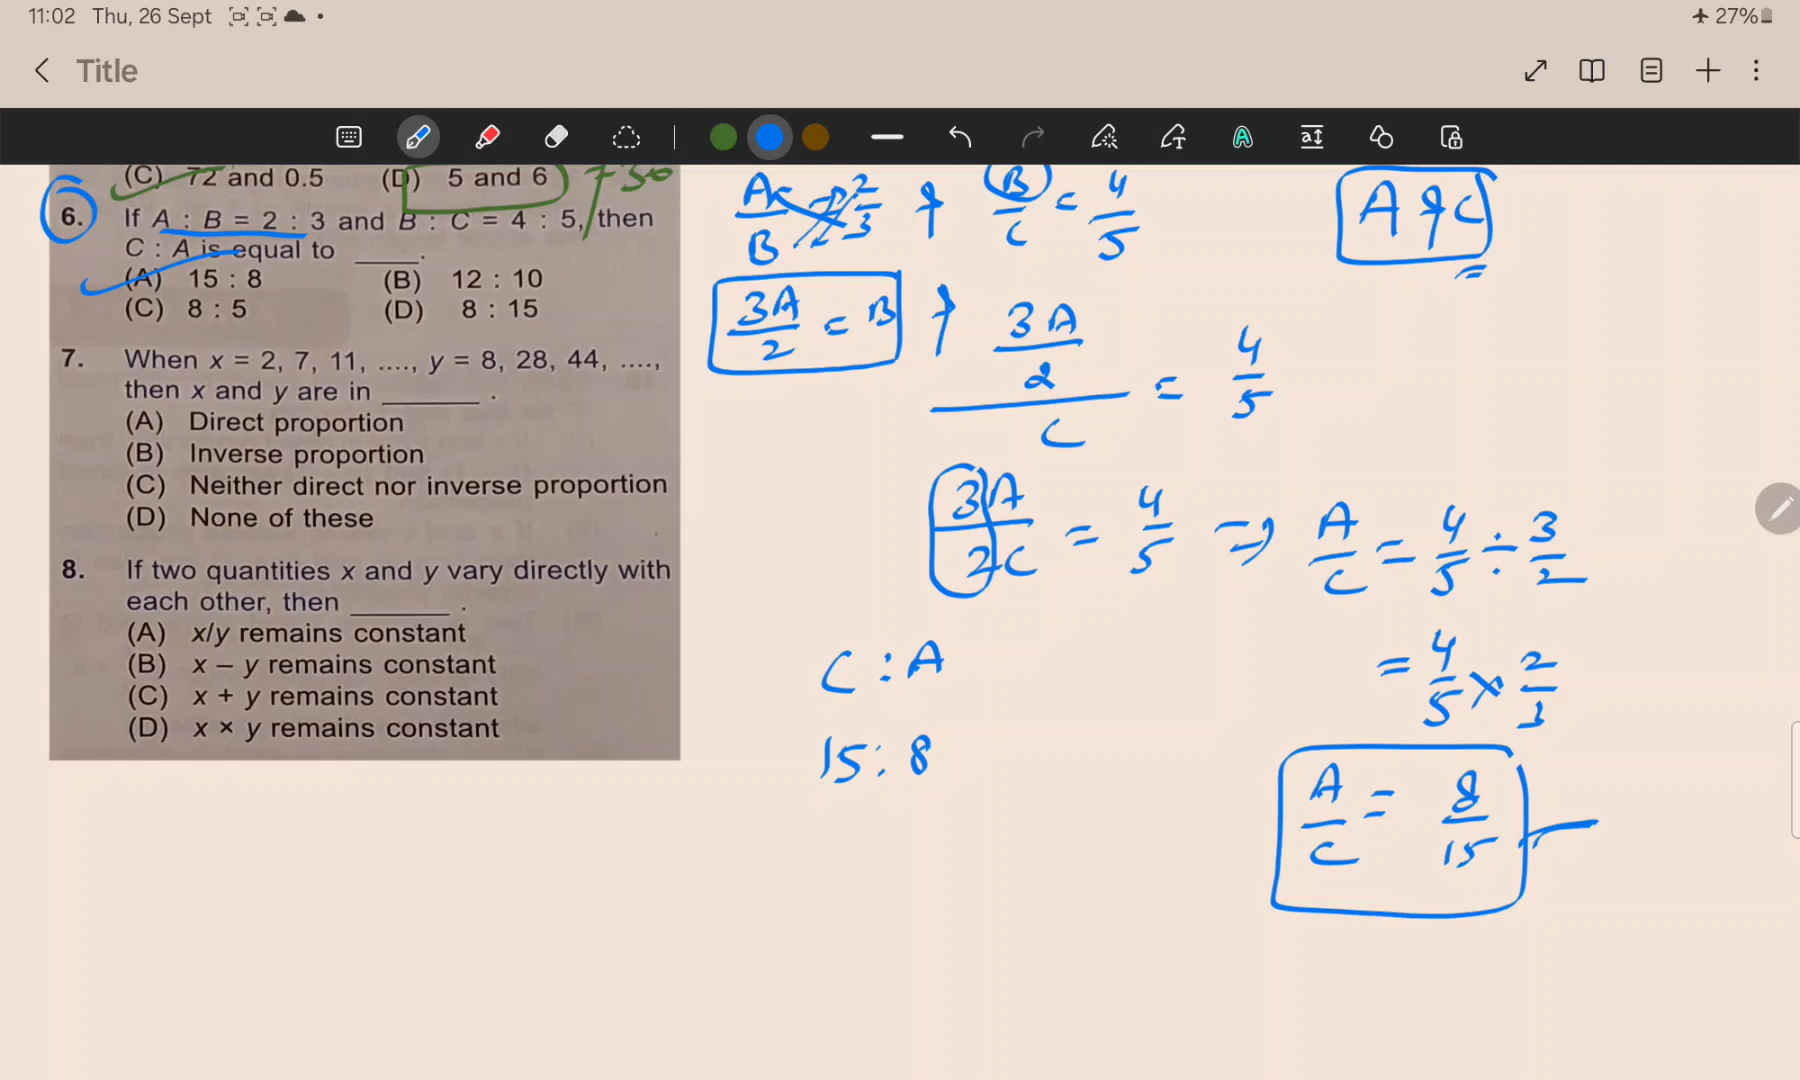 11:02 Thu, 26 Sept
27%
Title
(C) 72 and 0.5 (D) 5 and 6 730
6. If A : B = 2 : 3 and B : C = 4 : 5, then
C : A is equal to ____.
(A) 15 : 8 (B) 12 : 10
(C) 8 : 5 (D) 8 : 15
7. When x = 2, 7, 11, ...., y = 8, 28, 44, ....,
then x and y are in ______ .
(A) Direct proportion
(B) Inverse proportion
(C) Neither direct nor inverse proportion
(D) None of these
8. If two quantities x and y vary directly with
each other, then ______ .
(A) x/y remains constant
(B) x – y remains constant
(C) x + y remains constant
(D) x × y remains constant
A/B = 2/3 & B/C = 4/5
A & C
3A/2 = B & (3A/2)/C = 4/5
3A/2C = 4/5 ⇒ A/C = 4/5 ÷ 3/2
= 4/5 × 2/3
C : A
15 : 8
A/C = 8/15